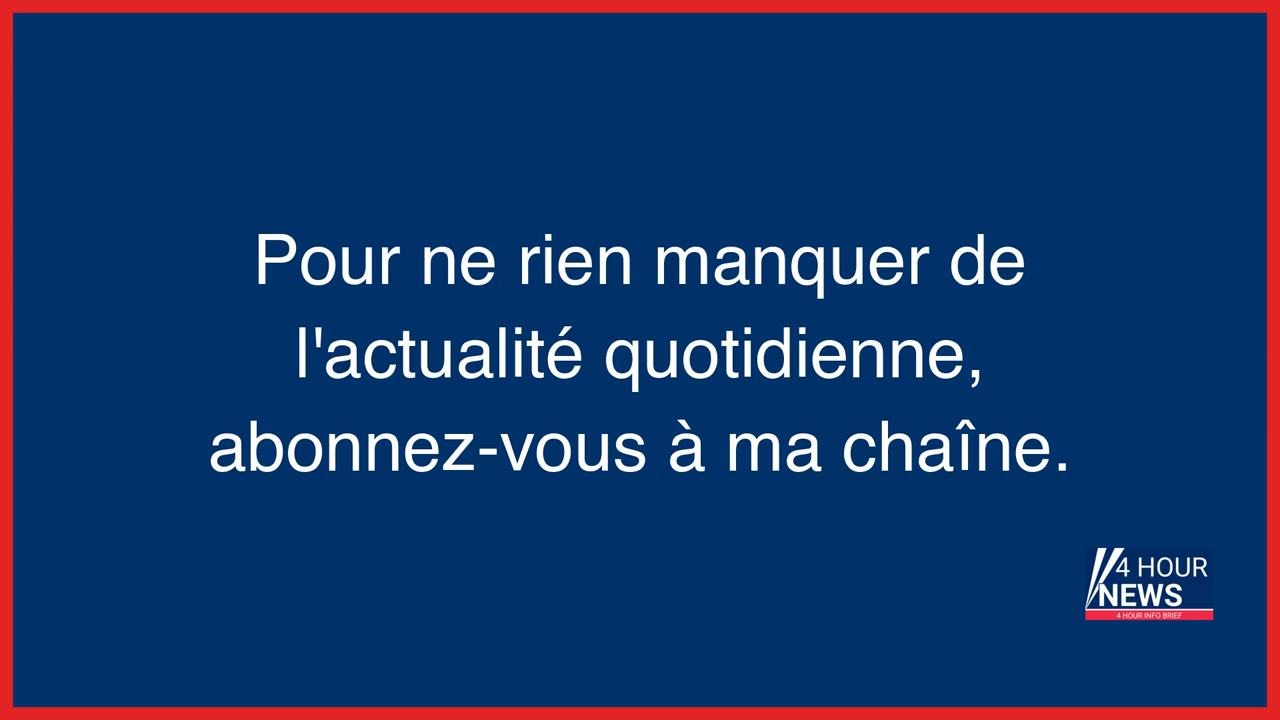 Pour ne rien manquer de
l'actualité quotidienne,
abonnez-vous à ma chaîne.
4 HOUR
NEWS
4 HOUR INFO BRIEF